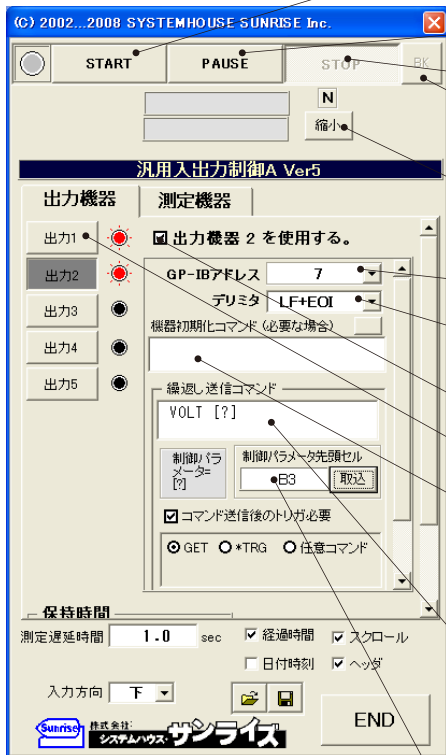 (C) 2002...2008 SYSTEMHOUSE SUNRISE Inc.
START PAUSE STOP BK
N
縮小
汎用入出力制御A Ver5
出力機器 測定機器
出力1 出力機器 2 を使用する。
出力2 GP-IBアドレス 7
デリミタ LF+EOI
出力3 機器初期化コマンド (必要な場合)
出力4
出力5 繰返し送信コマンド
VOLT [?]
制御パラメータ= [?] 制御パラメータ先頭セル
B3 取込
コマンド送信後のトリガ必要
GET *TRG 任意コマンド
保持時間
測定遅延時間 1.0 sec 経過時間 スクロール
日付時刻 ヘッダ
入力方向 下
END
Sunrise 株式会社 システムハウス・サンライズ